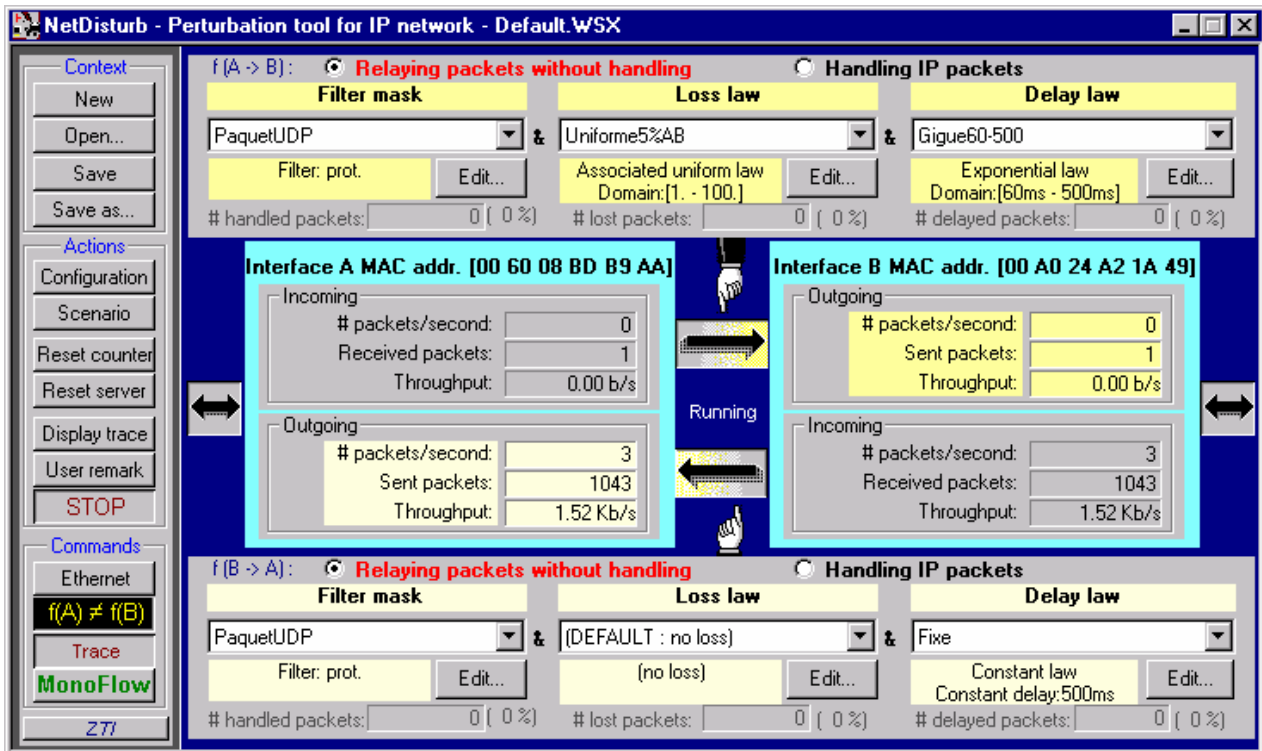 NetDisturb - Perturbation tool for IP network - Default.WSX
Context
New
Open...
Save
Save as...
Actions
Configuration
Scenario
Reset counter
Reset server
Display trace
User remark
STOP
Commands
Ethernet
f(A) ≠ f(B)
Trace
MonoFlow
ZTI
f (A -> B) : Relaying packets without handling Handling IP packets
Filter mask Loss law Delay law
PaquetUDP & Uniforme5%AB & Gigue60-500
Filter: prot. Edit... Associated uniform law Edit... Exponential law Edit...
Domain:[1. - 100.] Domain:[60ms - 500ms]
# handled packets: 0 ( 0 %) # lost packets: 0 ( 0 %) # delayed packets: 0 ( 0 %)
Interface A MAC addr. [00 60 08 BD B9 AA] Interface B MAC addr. [00 A0 24 A2 1A 49]
Incoming Outgoing
# packets/second: 0 # packets/second: 0
Received packets: 1 Sent packets: 1
Throughput: 0.00 b/s Throughput: 0.00 b/s
Running
Outgoing Incoming
# packets/second: 3 # packets/second: 3
Sent packets: 1043 Received packets: 1043
Throughput: 1.52 Kb/s Throughput: 1.52 Kb/s
f (B -> A) : Relaying packets without handling Handling IP packets
Filter mask Loss law Delay law
PaquetUDP & (DEFAULT : no loss) & Fixe
Filter: prot. Edit... (no loss) Edit... Constant law Edit...
Constant delay:500ms
# handled packets: 0 ( 0 %) # lost packets: 0 ( 0 %) # delayed packets: 0 ( 0 %)